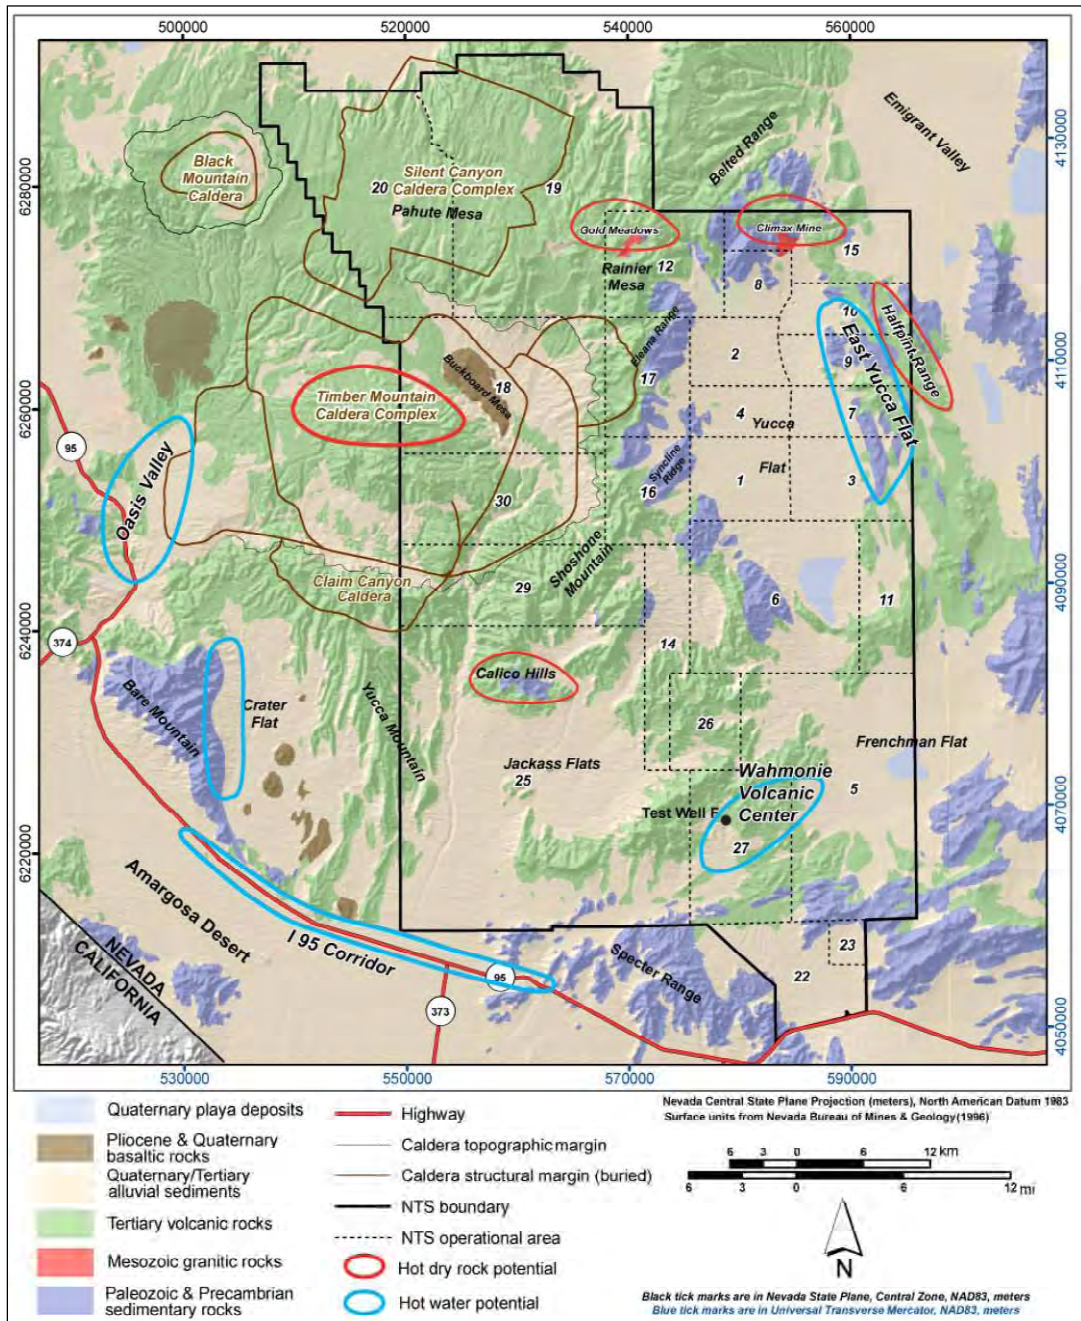 5000000
520000
540000
560000
4130000
4110000
4090000
4070000
4050000
6280000
6260000
6240000
6220000
530000
550000
570000
590000
Black
Mountain
Caldera
Silent Canyon
Caldera Complex
20
19
Pahute Mesa
Belted Range
Emigrant Valley
Gold Meadows
Climax Mine
15
Rainier
Mesa
12
8
10
Halfpint Range
East Yucca Flat
Eleana Range
2
9
17
Buckboard Mesa
18
Timber Mountain
Caldera Complex
4
Yucca
7
95
Oasis Valley
Syncline
Ridge
Flat
16
1
3
30
Shoshone
Mountain
Claim Canyon
Caldera
29
6
11
374
14
Calico Hills
Bare Mountain
Crater
Flat
Yucca Mountain
26
Frenchman Flat
Jackass Flats
25
Wahmonie
Volcanic
Center
5
Test Well F
27
Amargosa Desert
I 95 Corridor
NEVADA
CALIFORNIA
95
373
Specter Range
23
22
Quaternary playa deposits
Pliocene & Quaternary
basaltic rocks
Quaternary/Tertiary
alluvial sediments
Tertiary volcanic rocks
Mesozoic granitic rocks
Paleozoic & Precambrian
sedimentary rocks
Highway
Caldera topographic margin
Caldera structural margin (buried)
NTS boundary
NTS operational area
Hot dry rock potential
Hot water potential
Nevada Central State Plane Projection (meters), North American Datum 1983
Surface units from Nevada Bureau of Mines & Geology(1996)
6 3 0 6 12 km
6 3 0 6 12 mi
N
Black tick marks are in Nevada State Plane, Central Zone, NAD83, meters
Blue tick marks are in Universal Transverse Mercator, NAD83, meters